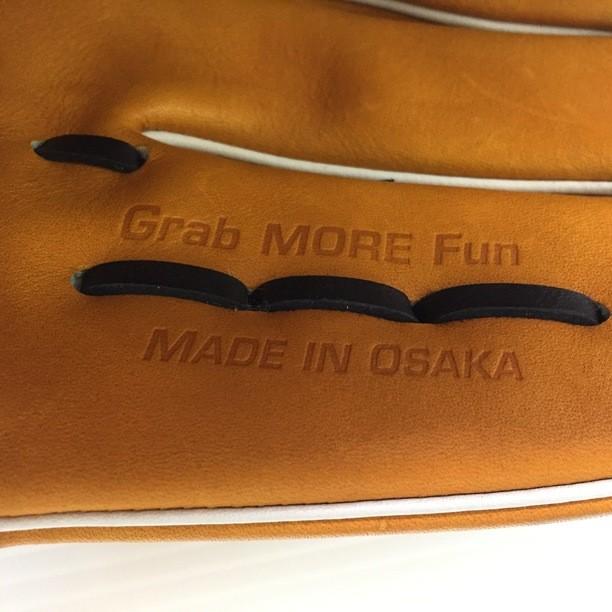 Grab MORE Fun
MADE IN OSAKA